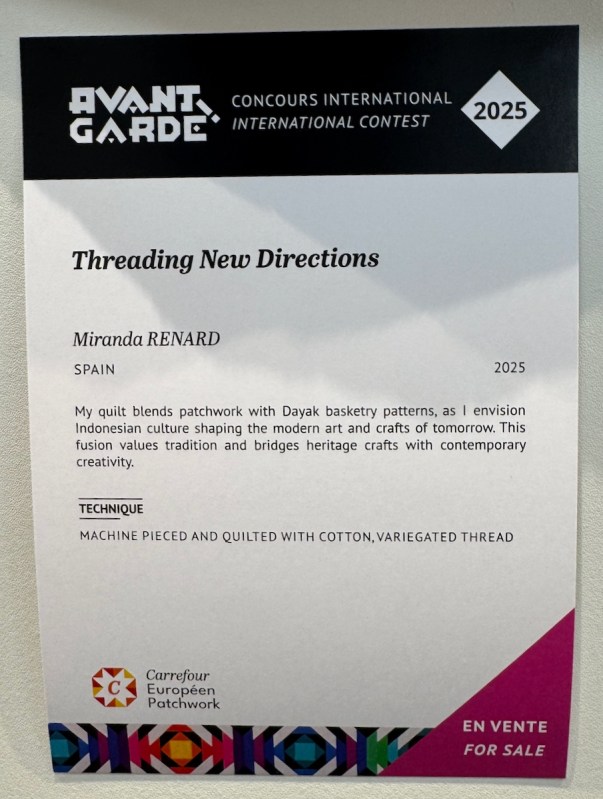 AVANT
GARDE
CONCOURS INTERNATIONAL
INTERNATIONAL CONTEST
2025
Threading New Directions
Miranda RENARD
SPAIN
2025
My quilt blends patchwork with Dayak basketry patterns, as I envision
Indonesian culture shaping the modern art and crafts of tomorrow. This
fusion values tradition and bridges heritage crafts with contemporary
creativity.
TECHNIQUE
MACHINE PIECED AND QUILTED WITH COTTON, VARIEGATED THREAD
C
Carrefour
Européen
Patchwork
EN VENTE
FOR SALE